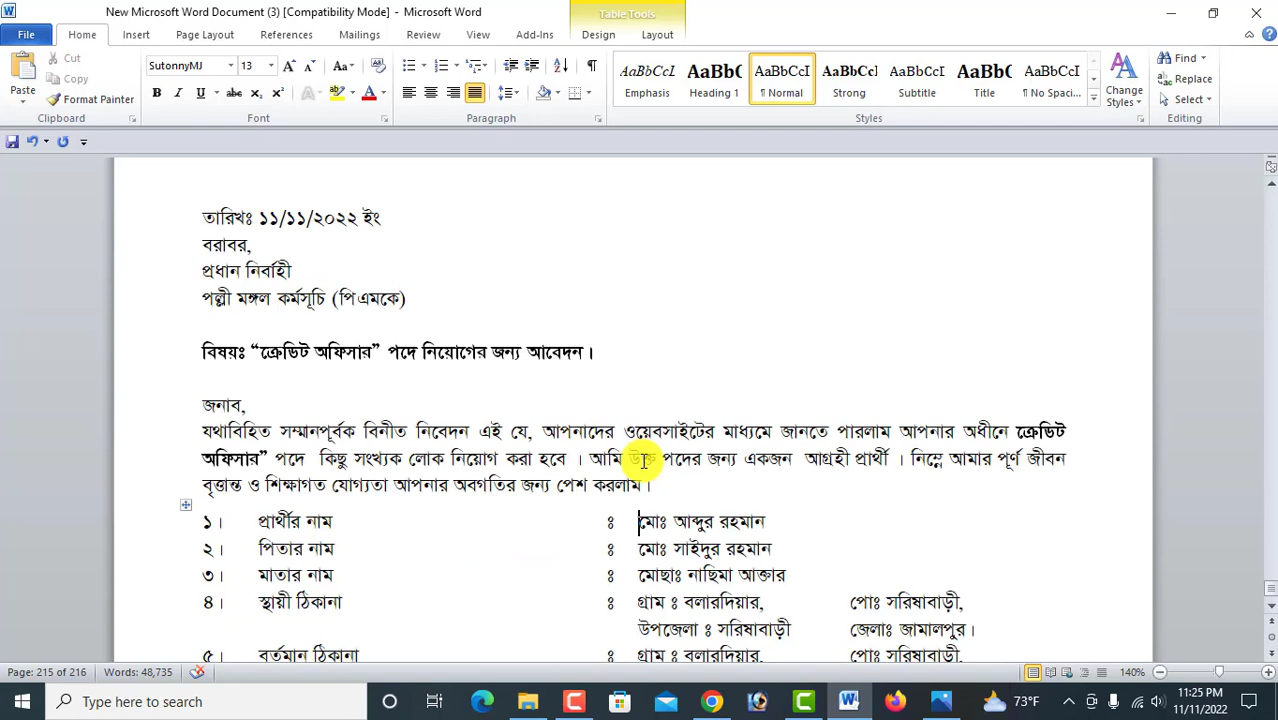 New Microsoft Word Document (3) [Compatibility Mode] - Microsoft Word
Table Tools
File Home Insert Page Layout References Mailings Review View Add-Ins Design Layout
Paste
Cut
Copy
Format Painter
Clipboard
SutonnyMJ 13
Font
Paragraph
AaBbCcI AaBb( AaBbCcI AaBbCcI AaBbCcI AaBb( AaBbCcI
Emphasis Heading 1 ¶ Normal Strong Subtitle Title ¶ No Spaci...
Change Styles
Styles
Find
Replace
Select
Editing
তারিখঃ ১১/১১/২০২২ ইং
বরাবর,
প্রধান নির্বাহী
পল্লী মঙ্গল কর্মসূচি (পিএমকে)
বিষয়ঃ “ক্রেডিট অফিসার” পদে নিয়োগের জন্য আবেদন।
জনাব,
যথাবিহিত সম্মানপূর্বক বিনীত নিবেদন এই যে, আপনাদের ওয়েবসাইটের মাধ্যমে জানতে পারলাম আপনার অধীনে ক্রেডিট
অফিসার” পদে কিছু সংখ্যক লোক নিয়োগ করা হবে । আমি উক্ত পদের জন্য একজন আগ্রহী প্রার্থী । নিম্নে আমার পূর্ণ জীবন
বৃত্তান্ত ও শিক্ষাগত যোগ্যতা আপনার অবগতির জন্য পেশ করলাম।
১। প্রার্থীর নাম ঃ মোঃ আব্দুর রহমান
২। পিতার নাম ঃ মোঃ সাইদুর রহমান
৩। মাতার নাম ঃ মোছাঃ নাছিমা আক্তার
৪। স্থায়ী ঠিকানা ঃ গ্রাম ঃ বলারদিয়ার, পোঃ সরিষাবাড়ী,
উপজেলা ঃ সরিষাবাড়ী জেলাঃ জামালপুর।
৫। বর্তমান ঠিকানা ঃ গ্রাম ঃ বলারদিয়ার, পোঃ সরিষাবাড়ী,
Page: 215 of 216 Words: 48,735 140%
Type here to search
73°F
11:25 PM
11/11/2022